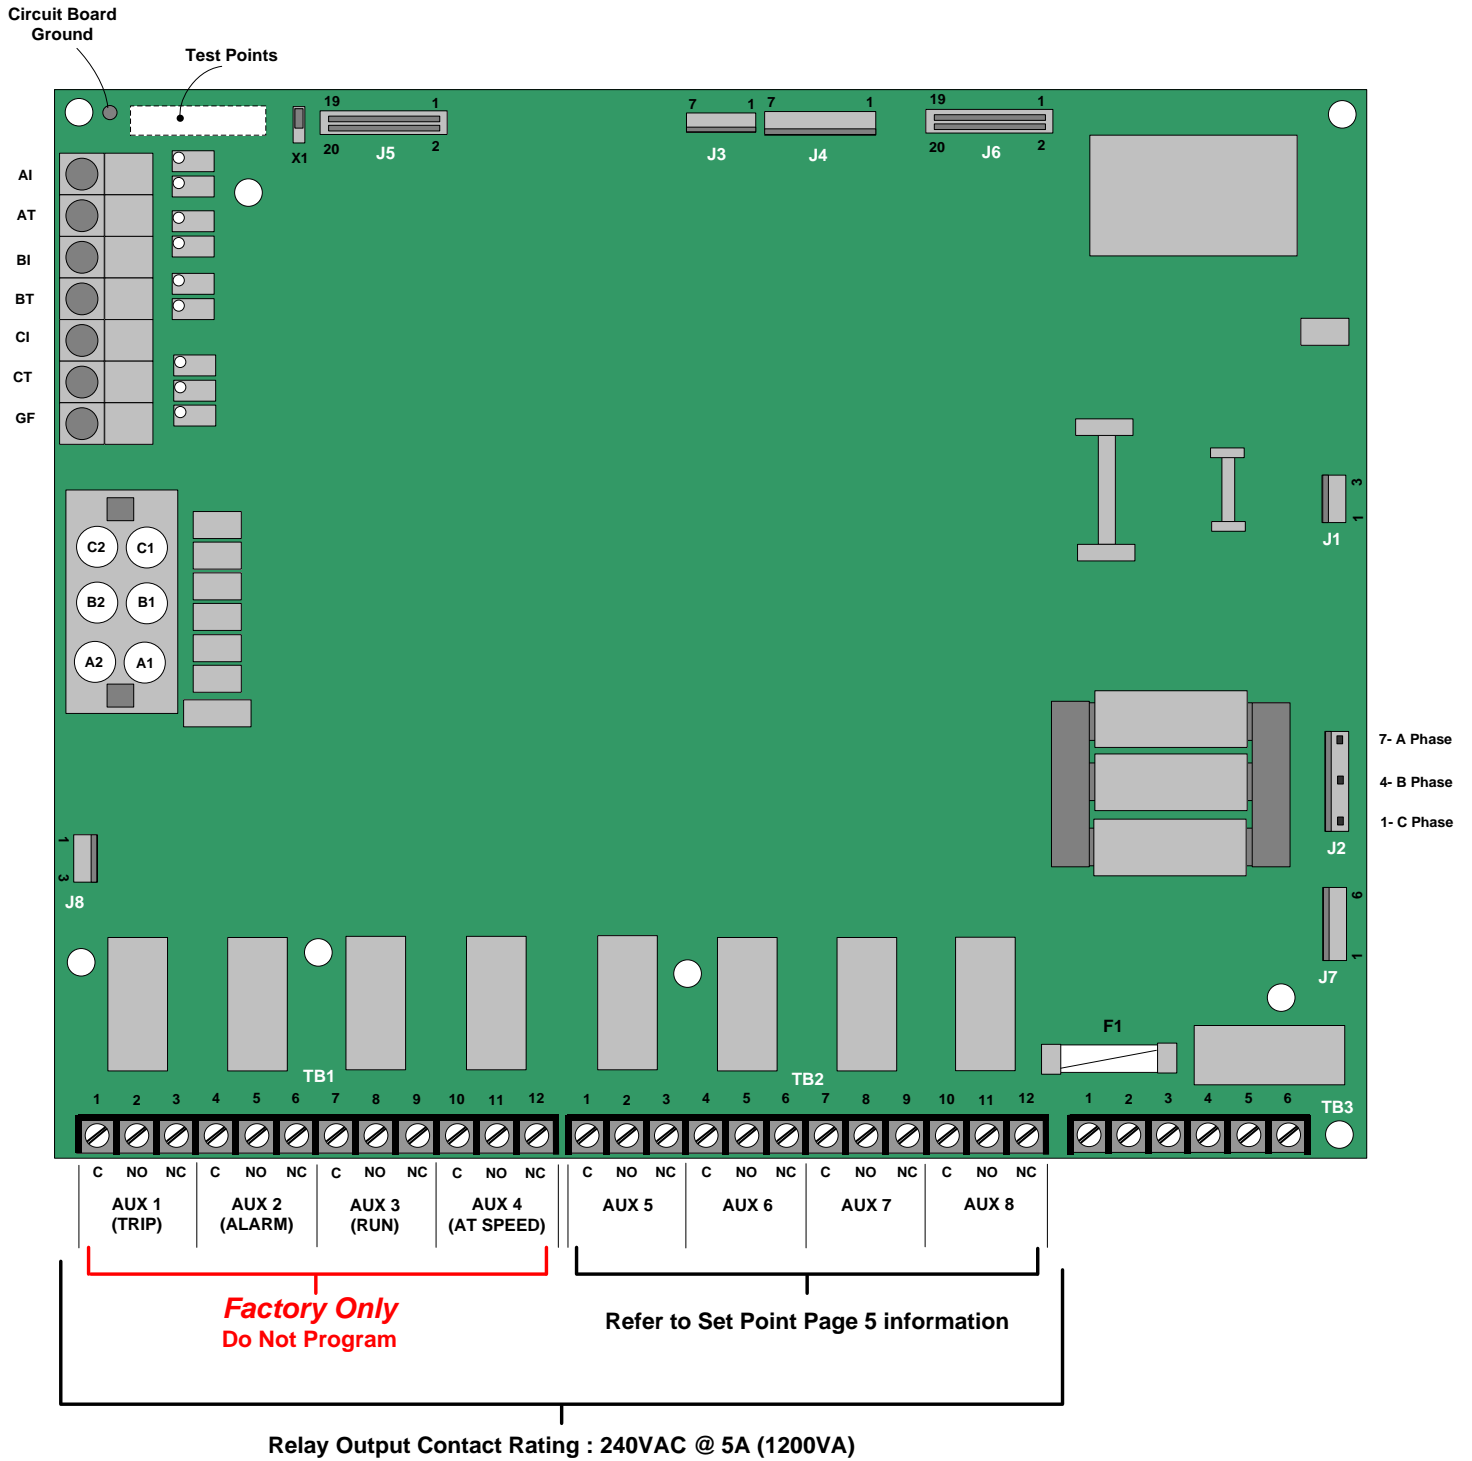 Circuit Board
Ground
Test Points
19 1
20 2
J5
X1
7 1
J3
7 1
J4
19 1
20 2
J6
AI
AT
BI
BT
CI
CT
GF
C2 C1
B2 B1
A2 A1
3
1
J1
7- A Phase
4- B Phase
1- C Phase
J2
1
3
J8
6
1
J7
F1
TB1
TB2
TB3
1 2 3 4 5 6 7 8 9 10 11 12
1 2 3 4 5 6 7 8 9 10 11 12
1 2 3 4 5 6
C NO NC C NO NC C NO NC C NO NC
C NO NC C NO NC C NO NC C NO NC
AUX 1
(TRIP)
AUX 2
(ALARM)
AUX 3
(RUN)
AUX 4
(AT SPEED)
AUX 5
AUX 6
AUX 7
AUX 8
Factory Only
Do Not Program
Refer to Set Point Page 5 information
Relay Output Contact Rating : 240VAC @ 5A (1200VA)